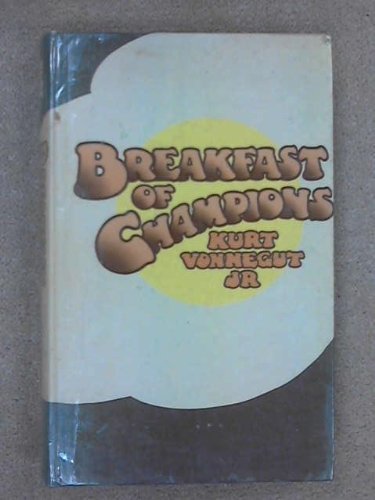 BREAKFAST
OF
CHAMPIONS
KURT
VONNEGUT
JR